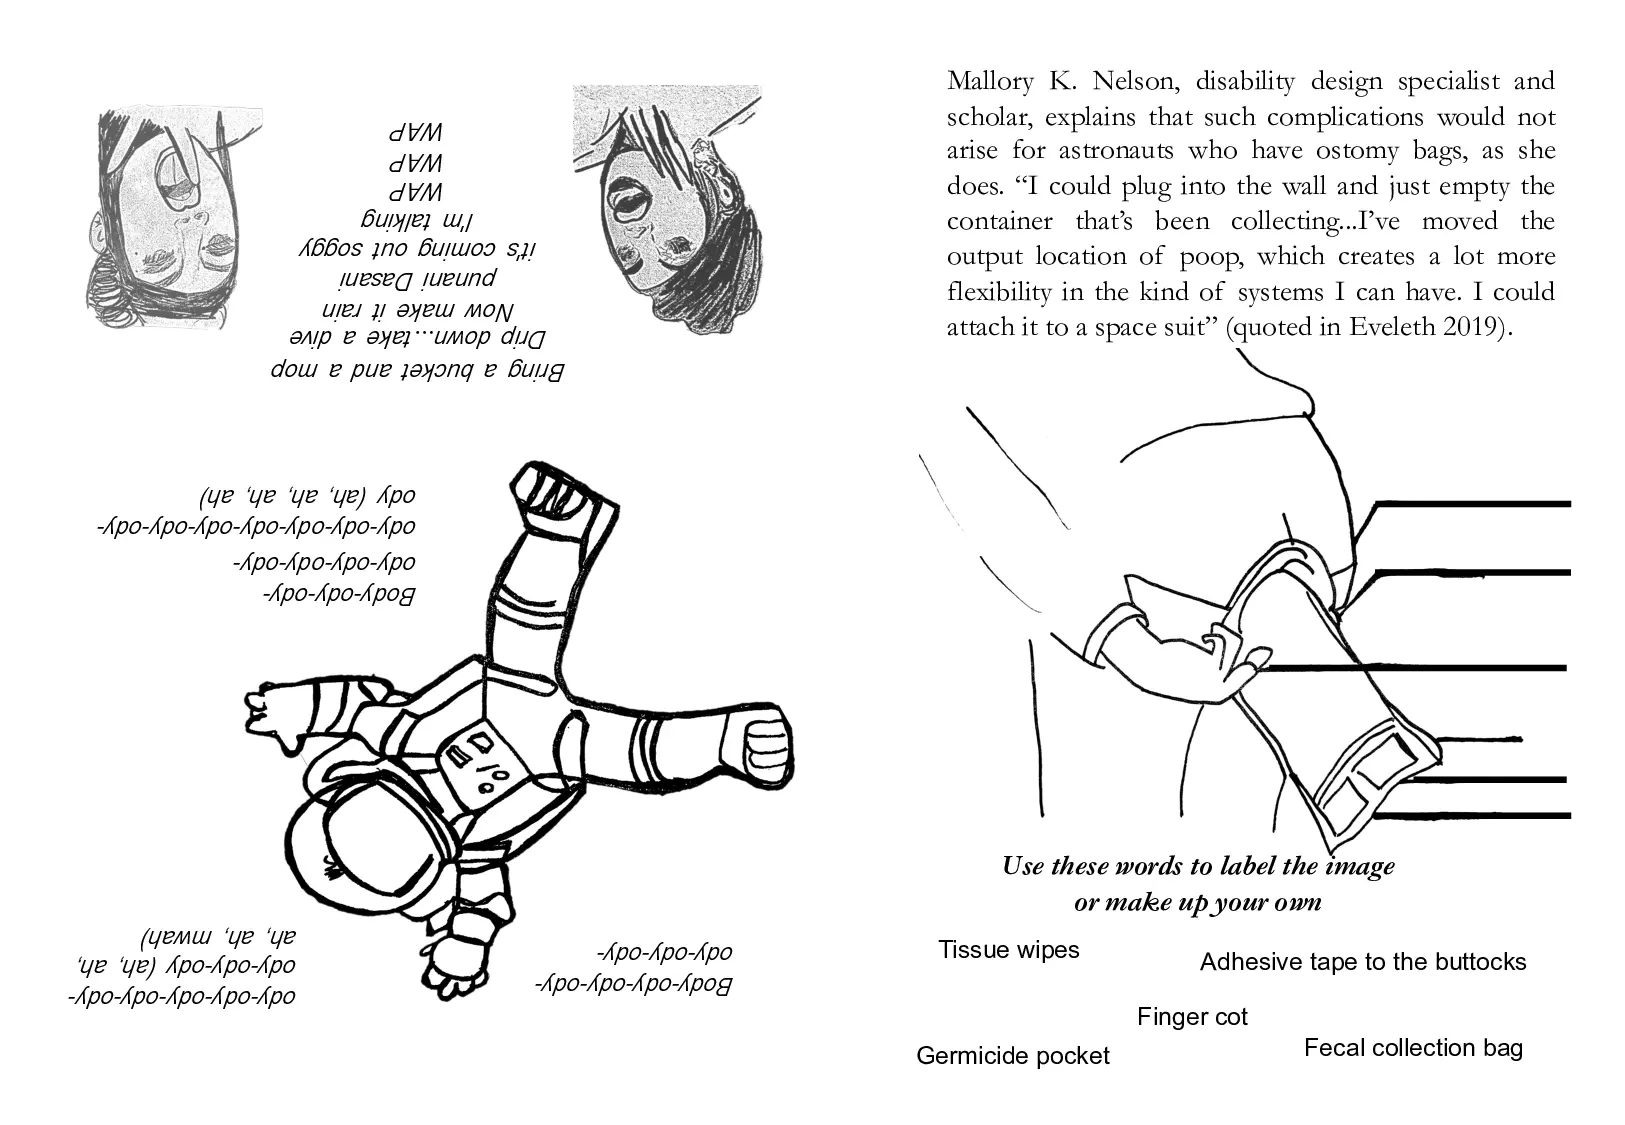 Body-ody-ody-ody-
ody-ody-ody-
ody-ody-ody-ody-ody-
ody-ody-ody (ah, ah,
ah, ah, mwah)
Body-ody-ody-
ody-ody-ody-ody-
ody-ody-ody-ody-ody-ody-ody-
ody (ah, ah, ah, ah)
Bring a bucket and a mop
Drip down....take a dive
Now make it rain
punani Dasani
it's coming out soggy
I'm talking
WAP
WAP
WAP
Mallory K. Nelson, disability design specialist and
scholar, explains that such complications would not
arise for astronauts who have ostomy bags, as she
does. “I could plug into the wall and just empty the
container that’s been collecting...I’ve moved the
output location of poop, which creates a lot more
flexibility in the kind of systems I can have. I could
attach it to a space suit” (quoted in Eveleth 2019).
Use these words to label the image
or make up your own
Tissue wipes
Adhesive tape to the buttocks
Finger cot
Germicide pocket
Fecal collection bag